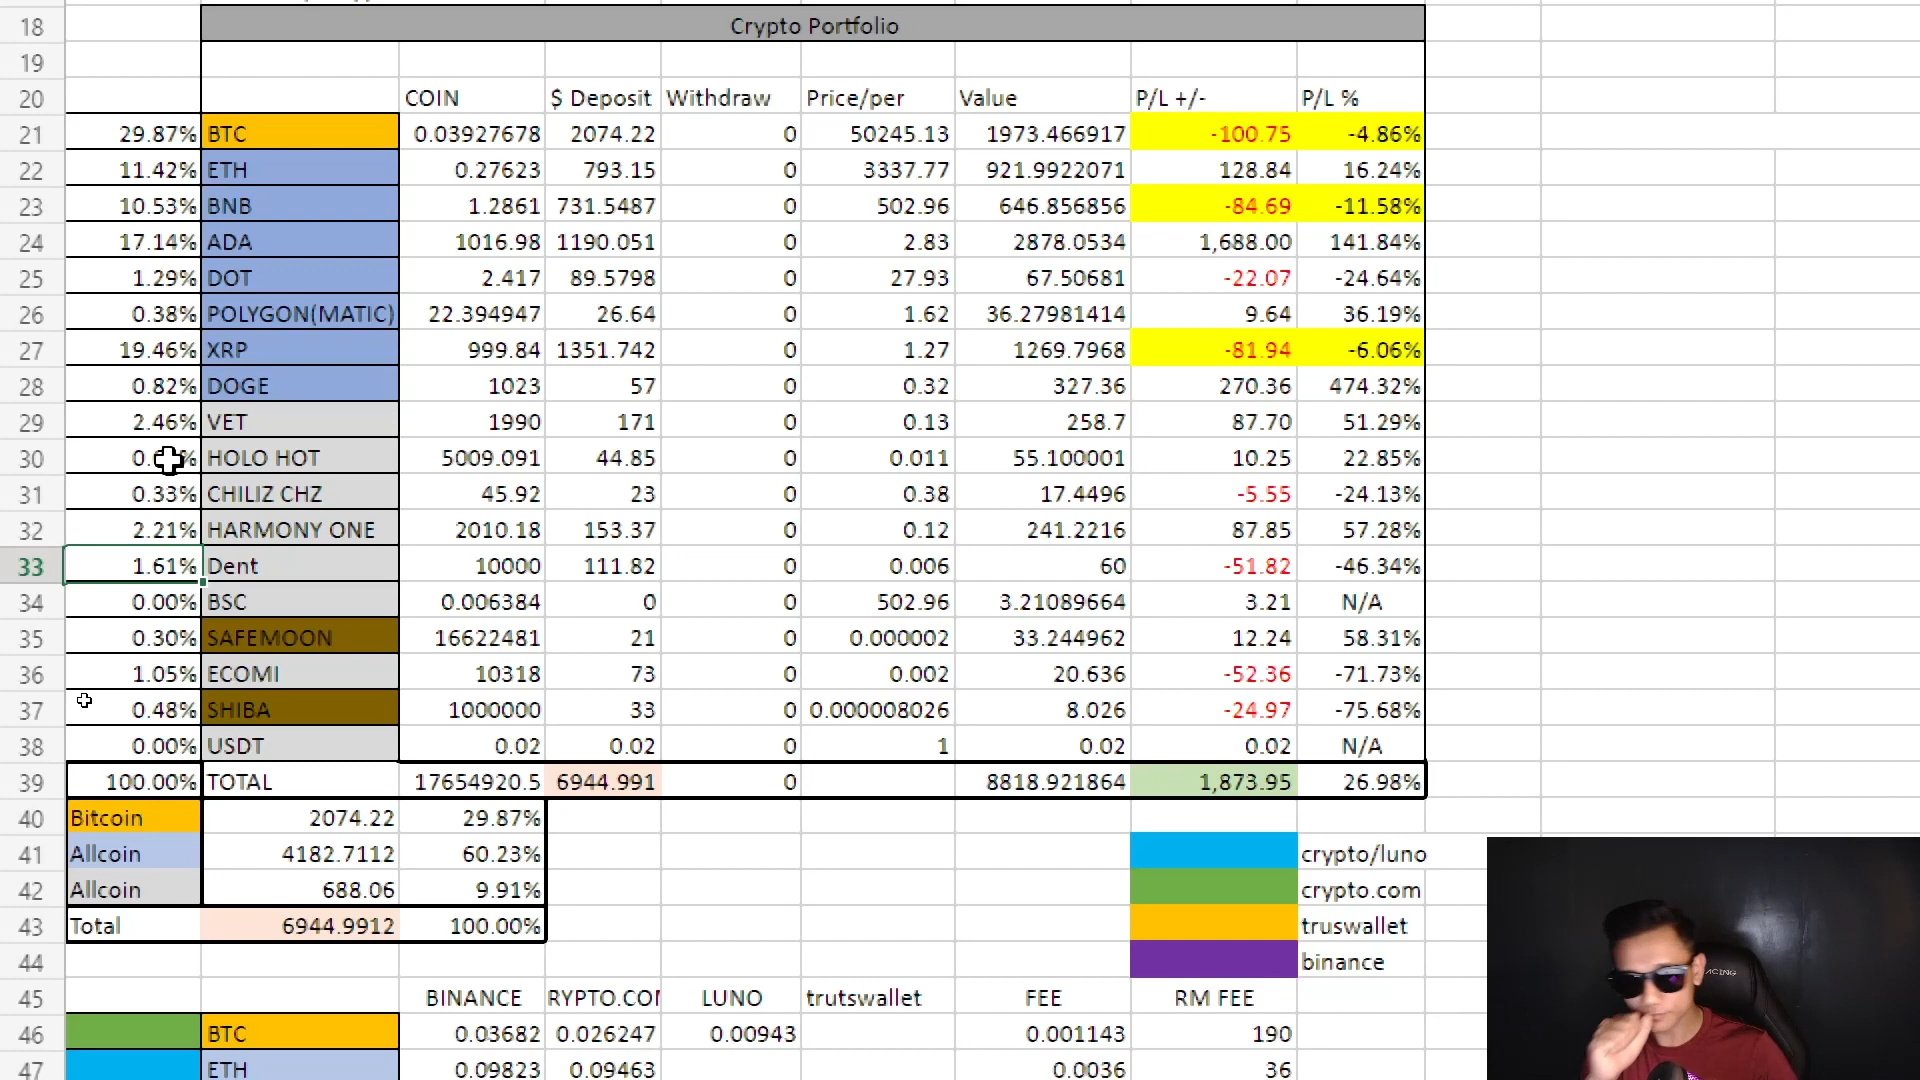 18 Crypto Portfolio
19
20 COIN $ Deposit Withdraw Price/per Value P/L +/- P/L %
21 29.87% BTC 0.03927678 2074.22 0 50245.13 1973.466917 -100.75 -4.86%
22 11.42% ETH 0.27623 793.15 0 3337.77 921.9922071 128.84 16.24%
23 10.53% BNB 1.2861 731.5487 0 502.96 646.856856 -84.69 -11.58%
24 17.14% ADA 1016.98 1190.051 0 2.83 2878.0534 1,688.00 141.84%
25 1.29% DOT 2.417 89.5798 0 27.93 67.50681 -22.07 -24.64%
26 0.38% POLYGON(MATIC) 22.394947 26.64 0 1.62 36.27981414 9.64 36.19%
27 19.46% XRP 999.84 1351.742 0 1.27 1269.7968 -81.94 -6.06%
28 0.82% DOGE 1023 57 0 0.32 327.36 270.36 474.32%
29 2.46% VET 1990 171 0 0.13 258.7 87.70 51.29%
30 HOLO HOT 5009.091 44.85 0 0.011 55.100001 10.25 22.85%
31 0.33% CHILIZ CHZ 45.92 23 0 0.38 17.4496 -5.55 -24.13%
32 2.21% HARMONY ONE 2010.18 153.37 0 0.12 241.2216 87.85 57.28%
33 1.61% Dent 10000 111.82 0 0.006 60 -51.82 -46.34%
34 0.00% BSC 0.006384 0 0 502.96 3.21089664 3.21 N/A
35 0.30% SAFEMOON 16622481 21 0 0.000002 33.244962 12.24 58.31%
36 1.05% ECOMI 10318 73 0 0.002 20.636 -52.36 -71.73%
37 0.48% SHIBA 1000000 33 0 0.000008026 8.026 -24.97 -75.68%
38 0.00% USDT 0.02 0.02 0 1 0.02 0.02 N/A
39 100.00% TOTAL 17654920.5 6944.991 0 8818.921864 1,873.95 26.98%
40 Bitcoin 2074.22 29.87%
41 Allcoin 4182.7112 60.23% crypto/luno
42 Allcoin 688.06 9.91% crypto.com
43 Total 6944.9912 100.00% truswallet
44 binance
45 BINANCE RYPTO.CO LUNO trutswallet FEE RM FEE
46 BTC 0.03682 0.026247 0.00943 0.001143 190
47 ETH 0.09823 0.09463 0.0036 36
ACING